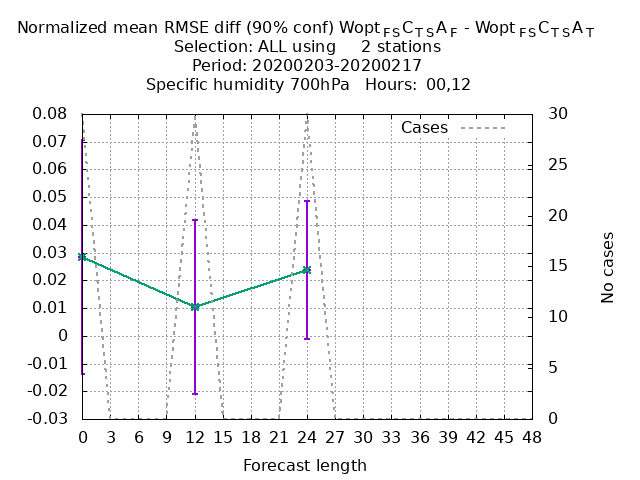 Normalized mean RMSE diff (90% conf) Wopt FS C T S A F - Wopt FS C T S A T
Selection: ALL using 2 stations
Period: 20200203-20200217
Specific humidity 700hPa Hours: 00,12
Cases
0.08
0.07
0.06
0.05
0.04
0.03
0.02
0.01
0
-0.01
-0.02
-0.03
30
25
20
15
10
5
0
No cases
0 3 6 9 12 15 18 21 24 27 30 33 36 39 42 45 48
Forecast length